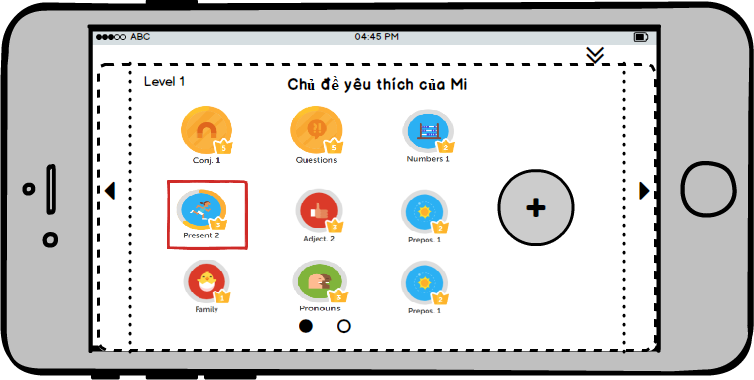 ABC 04:45 PM
Level 1 Chủ đề yêu thích của Mi
5 5 2
Conj. 1 Questions Numbers 1
3 3 2
Present 2 Adject. 2 Prepos. 1
1 3 2
Family Pronouns Prepos. 1